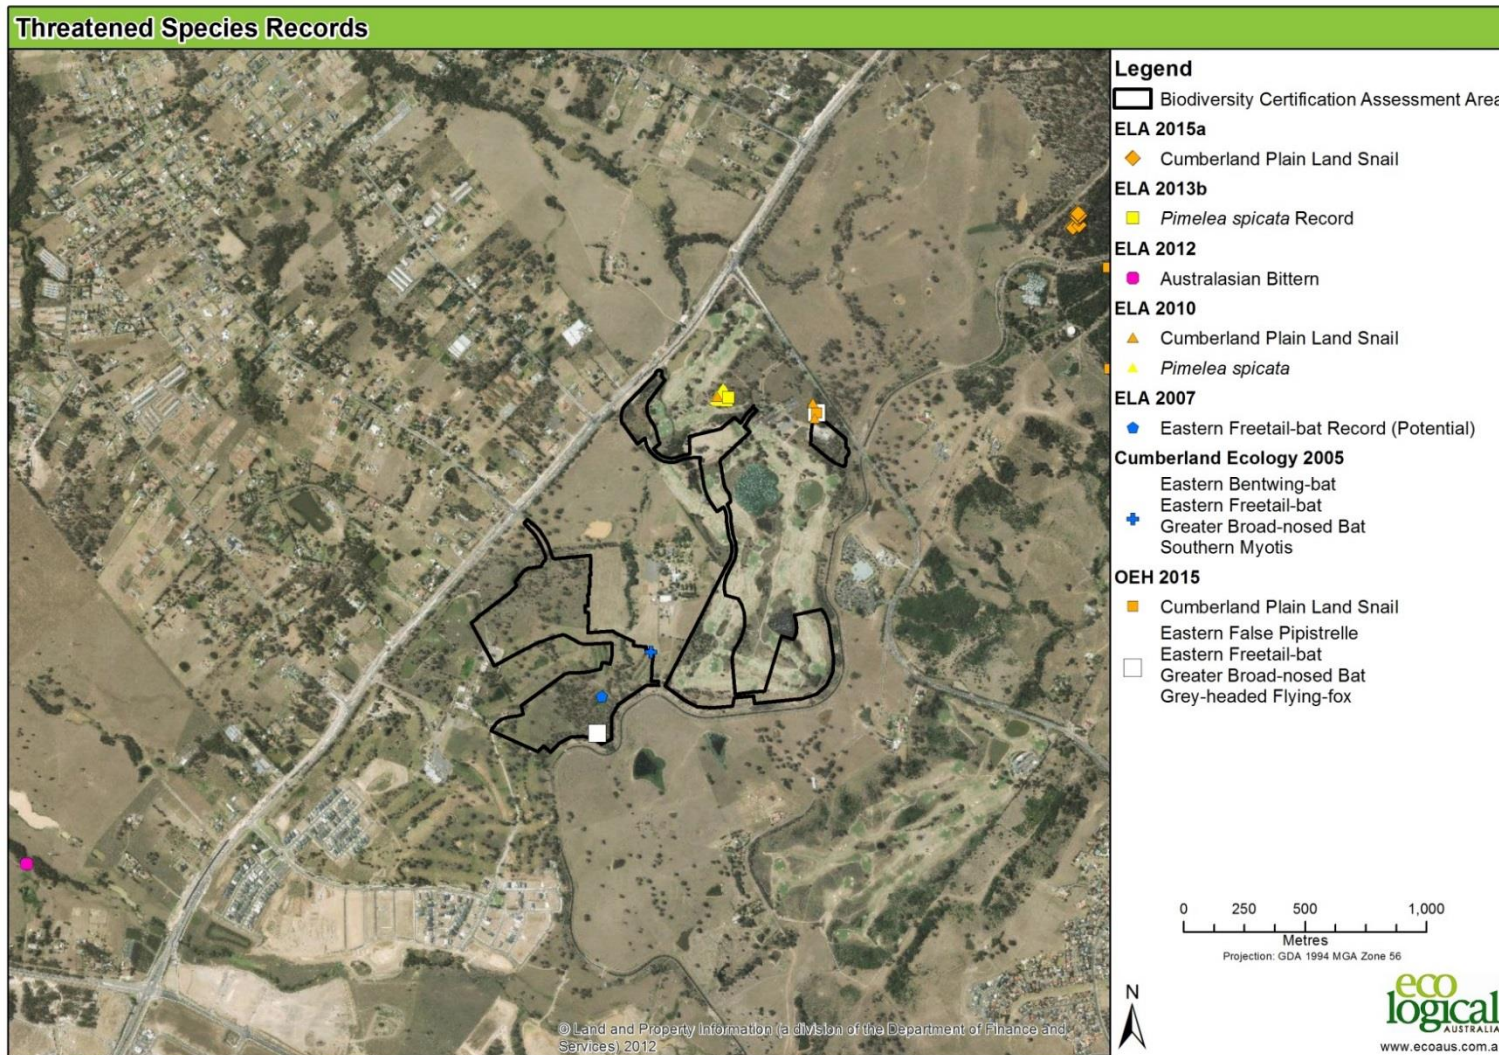 Threatened Species Records
Legend
Biodiversity Certification Assessment Area
ELA 2015a
Cumberland Plain Land Snail
ELA 2013b
Pimelea spicata Record
ELA 2012
Australasian Bittern
ELA 2010
Cumberland Plain Land Snail
Pimelea spicata
ELA 2007
Eastern Freetail-bat Record (Potential)
Cumberland Ecology 2005
Eastern Bentwing-bat
Eastern Freetail-bat
Greater Broad-nosed Bat
Southern Myotis
OEH 2015
Cumberland Plain Land Snail
Eastern False Pipistrelle
Eastern Freetail-bat
Greater Broad-nosed Bat
Grey-headed Flying-fox
0 250 500 1,000
Metres
Projection: GDA 1994 MGA Zone 56
N
eco
logical
AUSTRALIA
www.ecoaus.com.a
© Land and Property Information (a division of the Department of Finance and
Services) 2012